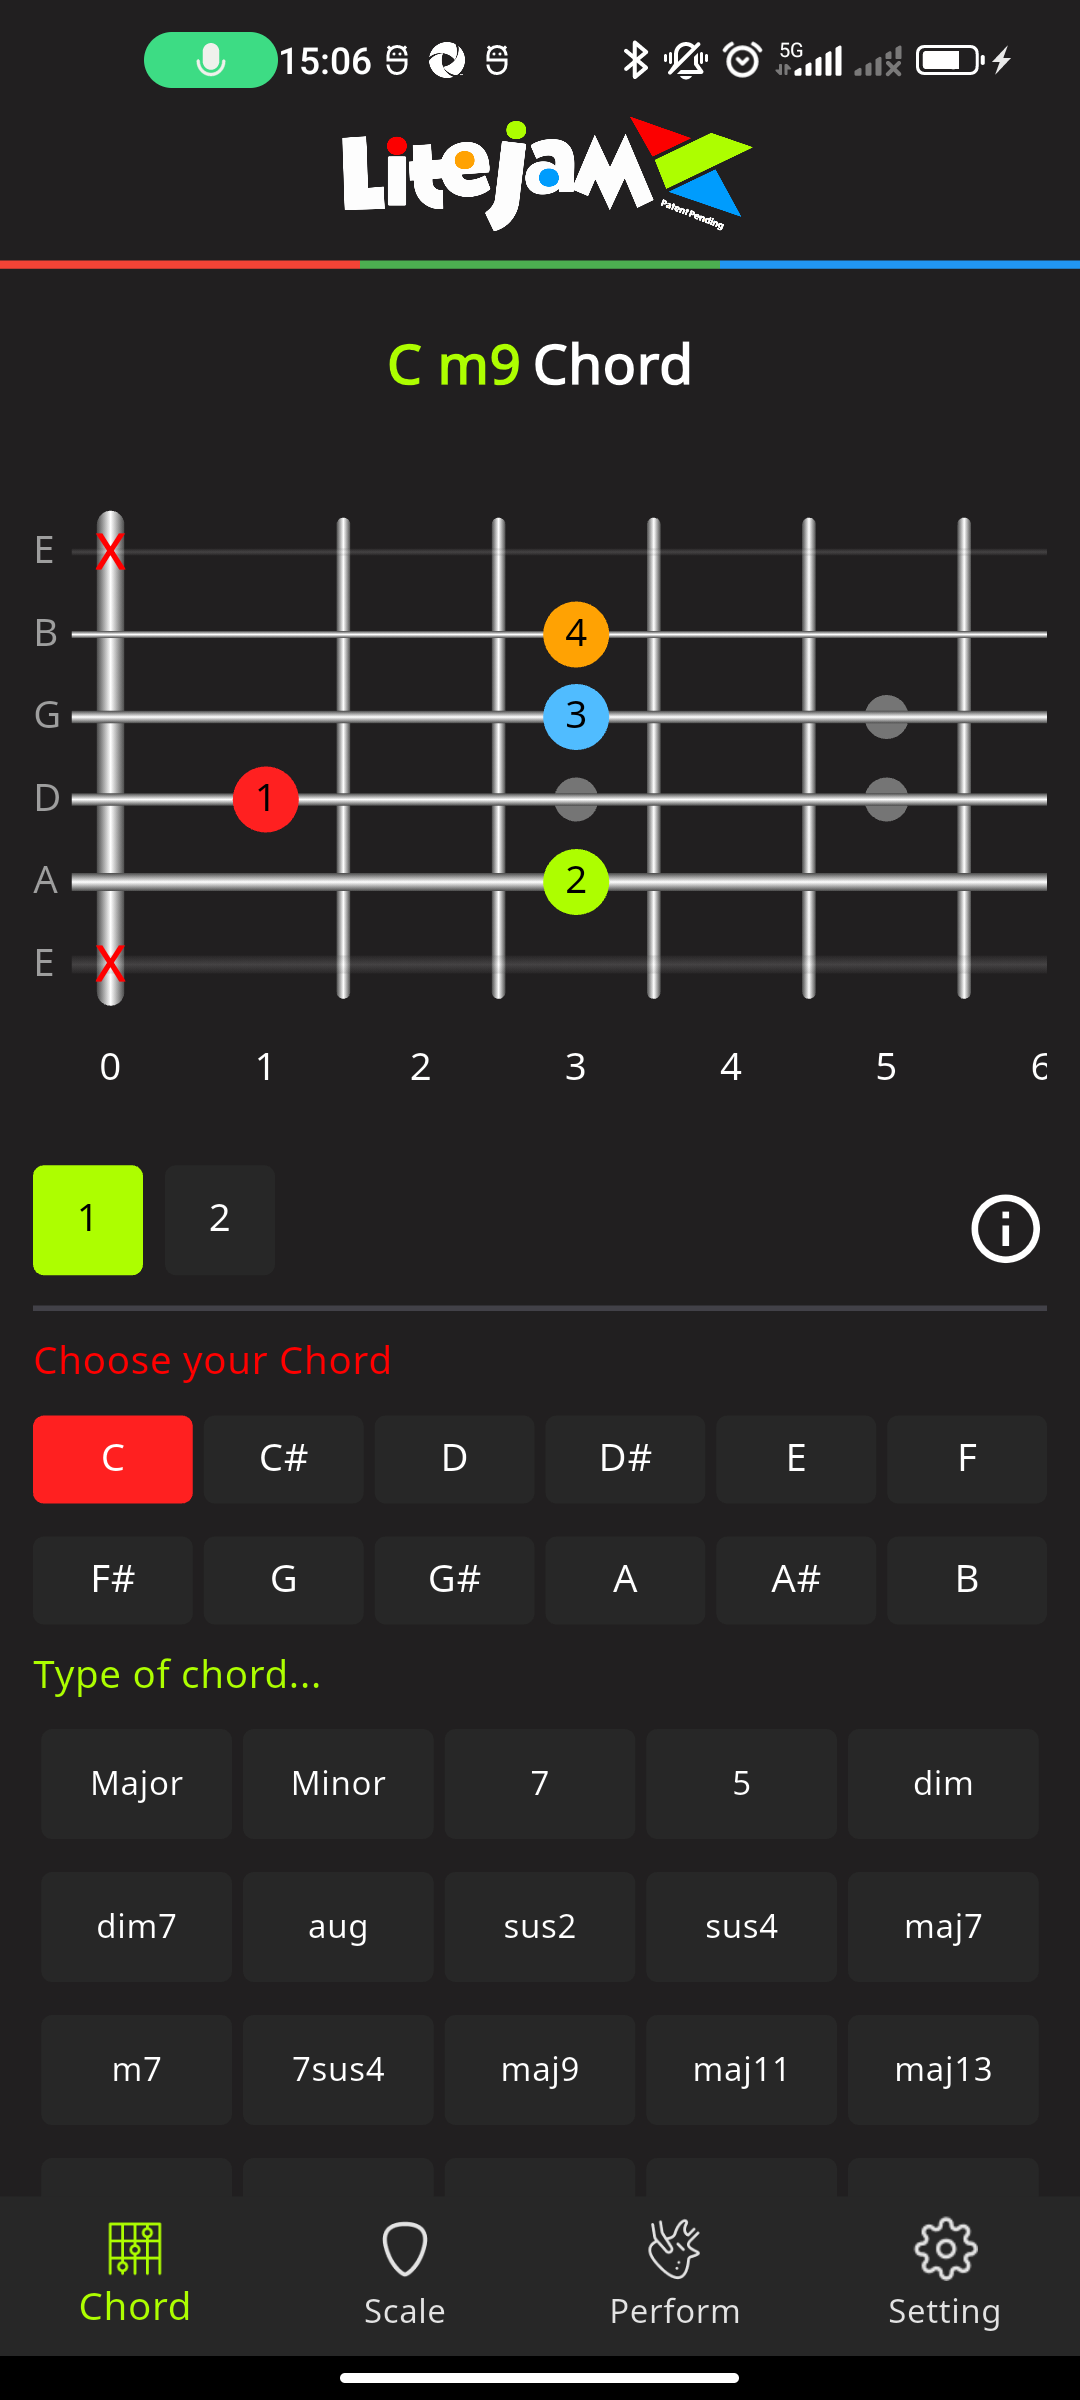 15:06 5G
Litejam
Patent Pending
C m9 Chord
E X
B 4
G 3
D 1
A 2
E X
0 1 2 3 4 5 6
1 2
Choose your Chord
C C# D D# E F
F# G G# A A# B
Type of chord...
Major Minor 7 5 dim
dim7 aug sus2 sus4 maj7
m7 7sus4 maj9 maj11 maj13
Chord Scale Perform Setting